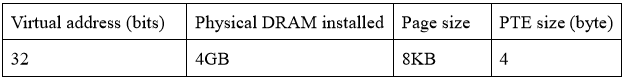 Virtual address (bits) Physical DRAM installed Page size PTE size (byte)
32 4GB 8KB 4